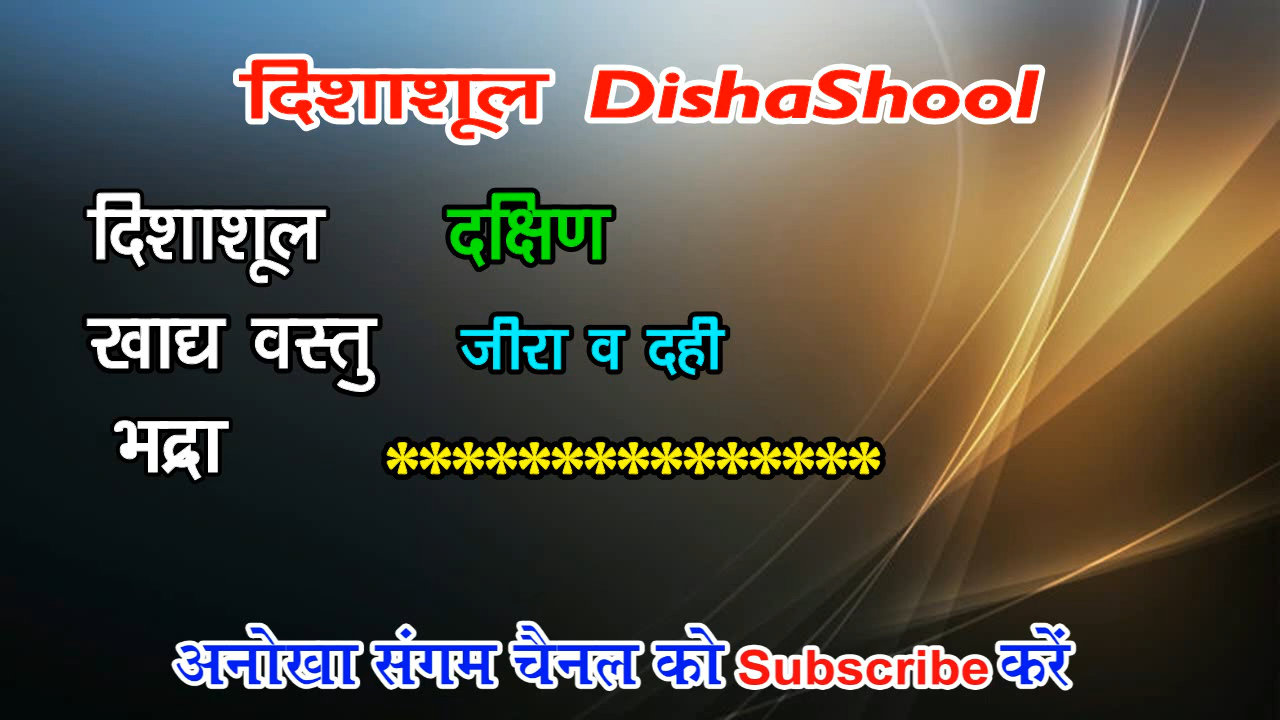 दिशाशूल DishaShool
दिशाशूल दक्षिण
खाद्य वस्तु जीरा व दही
भद्रा ***************
अनोखा संगम चैनल को Subscribe करें